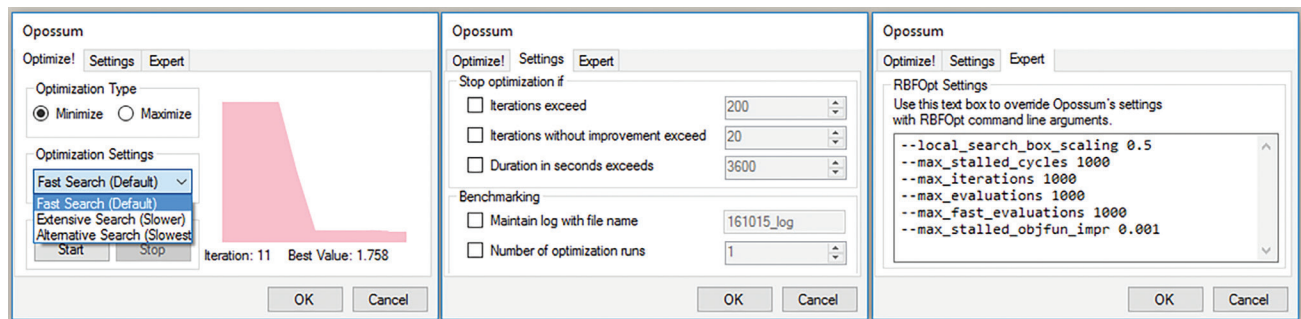 Opossum
Optimize! Settings Expert
Optimization Type
Minimize Maximize
Optimization Settings
Fast Search (Default)
Fast Search (Default)
Extensive Search (Slower)
Alternative Search (Slowest
Start Stop
Iteration: 11 Best Value: 1.758
OK Cancel
Opossum
Optimize! Settings Expert
Stop optimization if
Iterations exceed 200
Iterations without improvement exceed 20
Duration in seconds exceeds 3600
Benchmarking
Maintain log with file name 161015_log
Number of optimization runs 1
OK Cancel
Opossum
Optimize! Settings Expert
RBFOpt Settings
Use this text box to override Opossum's settings
with RBFOpt command line arguments.
--local_search_box_scaling 0.5
--max_stalled_cycles 1000
--max_iterations 1000
--max_evaluations 1000
--max_fast_evaluations 1000
--max_stalled_objfun_impr 0.001
OK Cancel